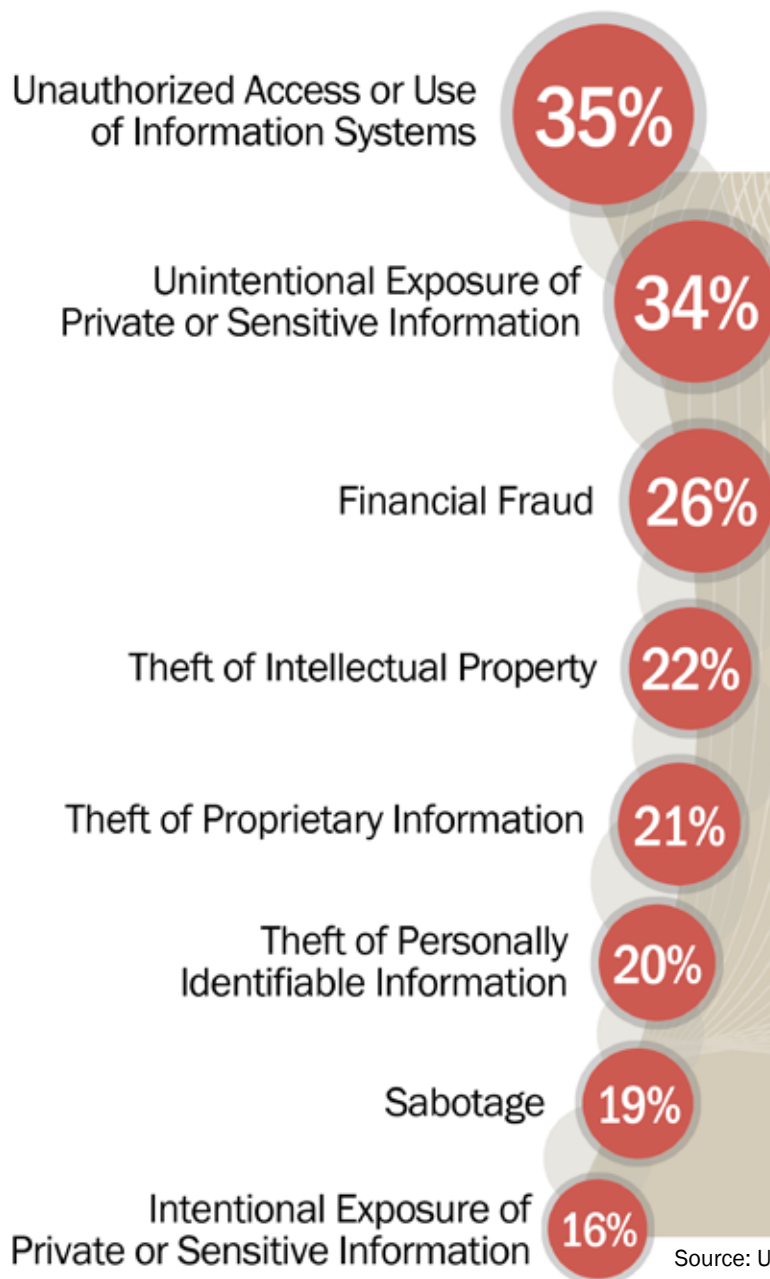 Unauthorized Access or Use
of Information Systems
35%
Unintentional Exposure of
Private or Sensitive Information
34%
Financial Fraud
26%
Theft of Intellectual Property
22%
Theft of Proprietary Information
21%
Theft of Personally
Identifiable Information
20%
Sabotage
19%
Intentional Exposure of
Private or Sensitive Information
16%
Source: U